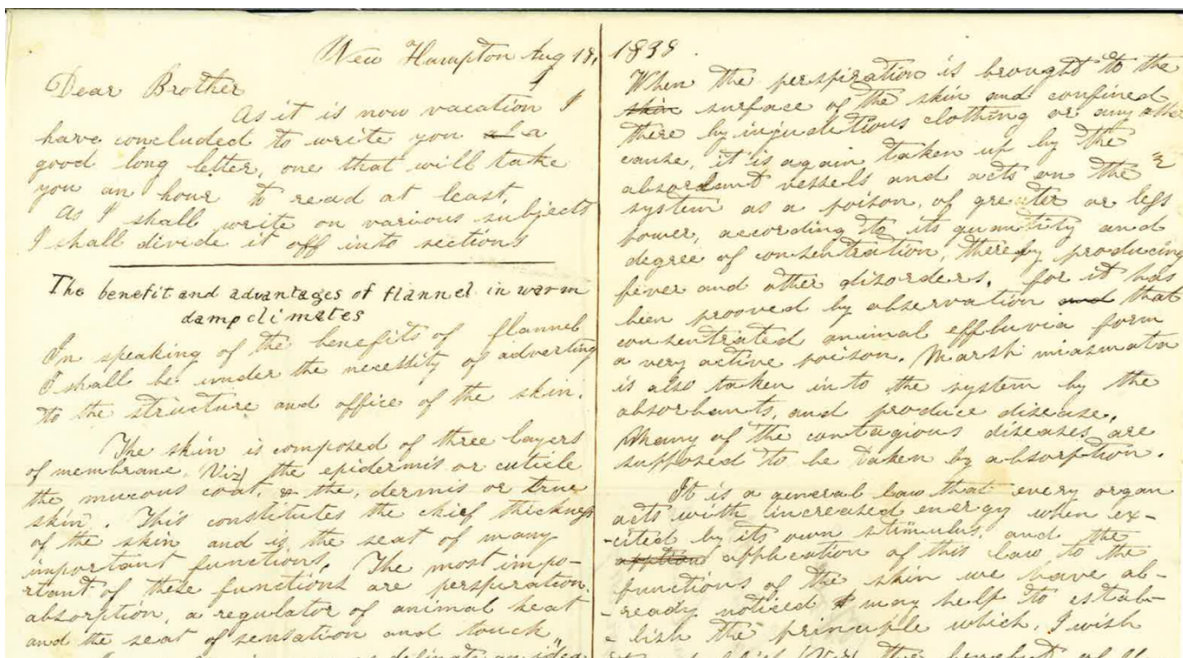 New Hampton Aug 18, 1838.
Dear Brother
As it is now vacation I
have concluded to write you a
good long letter, one that will take
you an hour to read at least.
As I shall write on various subjects
I shall divide it off into sections
The benefit and advantages of flannel in warm
damp climates
In speaking of the benefits of flannel
I shall be under the necessity of adverting
to the structure and office of the skin.
The skin is composed of three layers
of membrane, Viz the epidermis or cuticle
the mucous coat, & the, dermis or true
skin. This constitutes the chief thickness
of the skin and is the seat of many
important functions, The most impo-
rtant of these functions are perspiration
absorption, a regulator of animal heat
and the seat of sensation and touch,,
When the perspiration is brought to the
skin surface of the skin and confined
there by injuditious clothing or any other
cause, it is again taken up by the
absordant vessels and acts on the
system as a poison, of greater or less
power, according to its quantity and
degree of consentration, thereby producing
fever and other disorders, for it has
been prooved by observation and that
consentrated animal effluvia form
a very active poison. Marsh miasmata
is also taken in to the system by the
absorbants, and produce disease,
Many of the contagious diseases are
supposed to be taken by absorption.
It is a general law that every organ
acts with increased energy when ex-
-cited by its own stimulus, and the
application of this law to the
functions of the skin we have al-
-ready noticed & may help to estab-
-lish the principle which, I wish
the benefit of